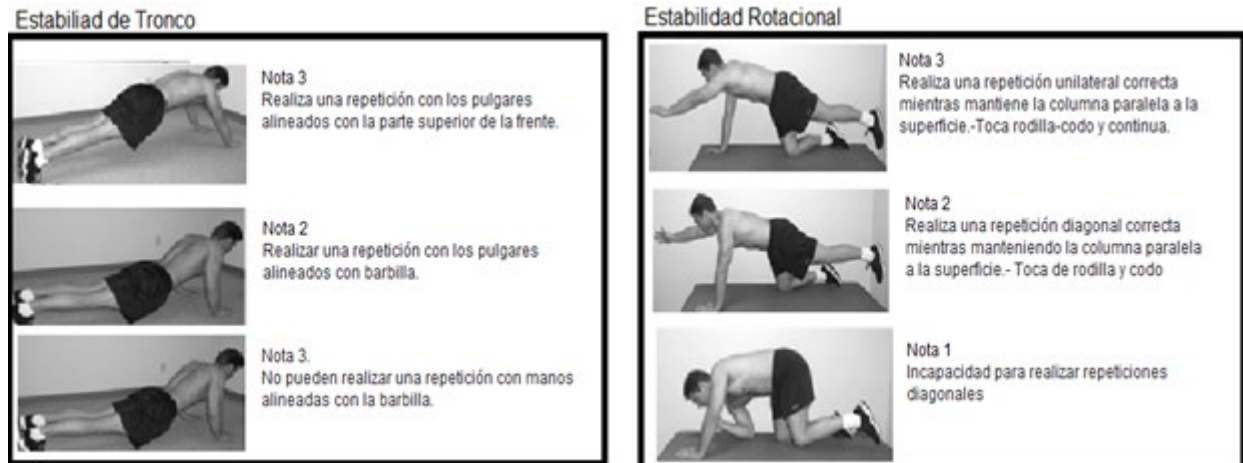 Estabiliad de Tronco
Nota 3
Realiza una repetición con los pulgares
alineados con la parte superior de la frente.
Nota 2
Realizar una repetición con los pulgares
alineados con barbilla.
Nota 3.
No pueden realizar una repetición con manos
alineadas con la barbilla.
Estabilidad Rotacional
Nota 3
Realiza una repetición unilateral correcta
mientras mantiene la columna paralela a la
superficie.-Toca rodilla-codo y continua.
Nota 2
Realiza una repetición diagonal correcta
mientras manteniendo la columna paralela
a la superficie.- Toca de rodilla y codo
Nota 1
Incapacidad para realizar repeticiones
diagonales